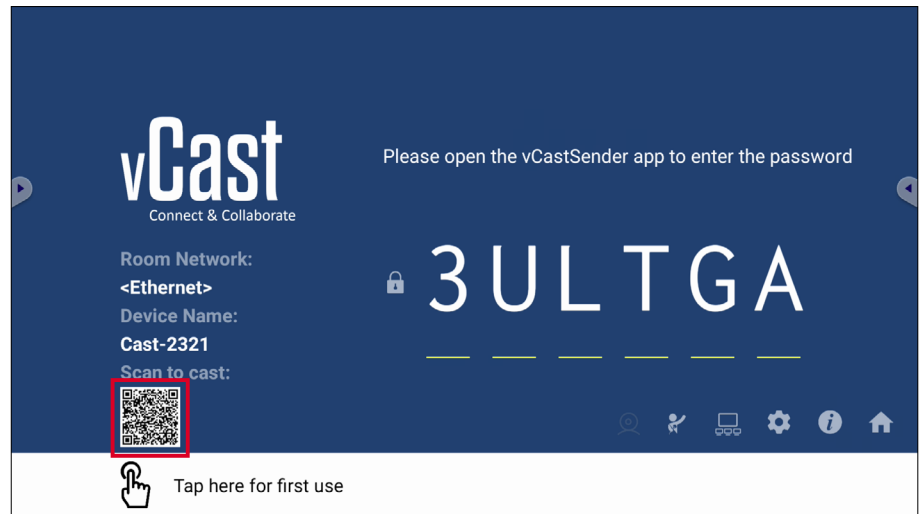 vCast
Connect & Collaborate
Please open the vCastSender app to enter the password
Room Network:
<Ethernet>
Device Name:
Cast-2321
Scan to cast:
3ULTGA
Tap here for first use